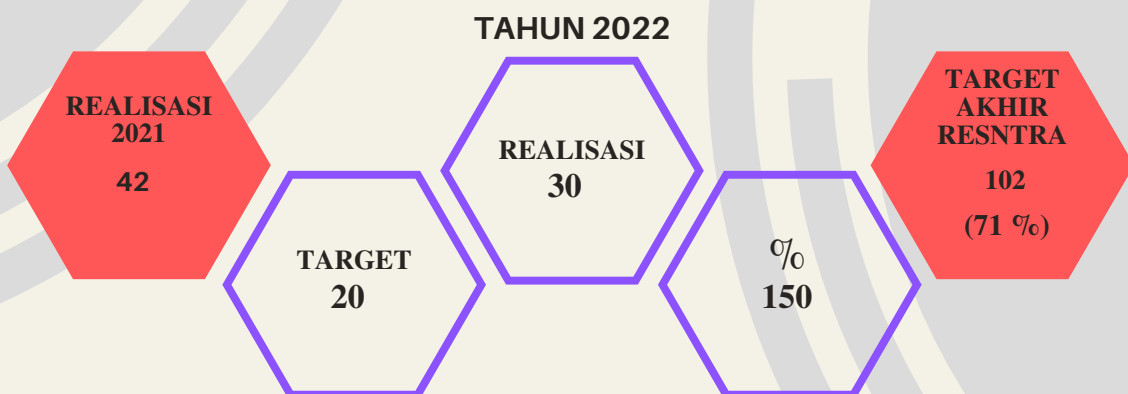 TAHUN 2022
REALISASI
2021
42
TARGET
20
REALISASI
30
%
150
TARGET
AKHIR
RESNTRA
102
(71 %)